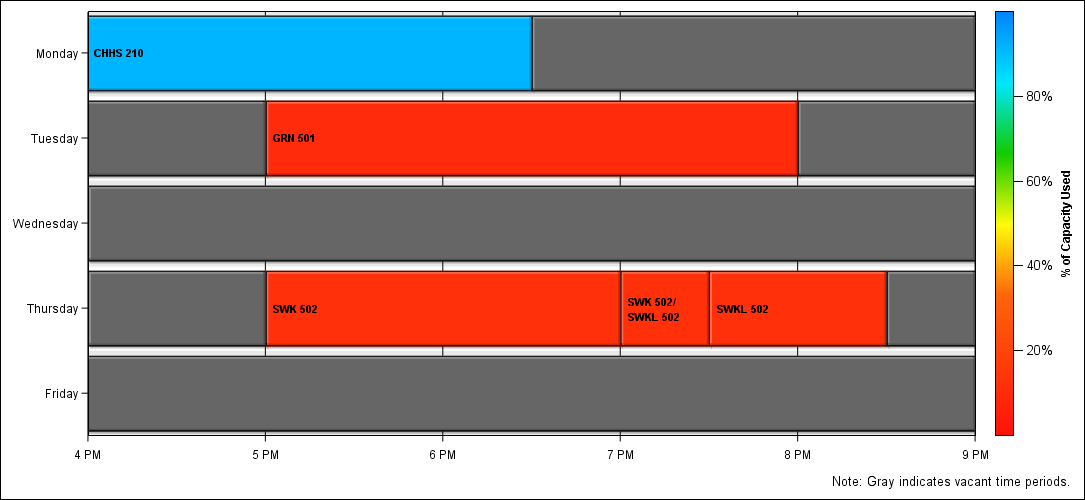 Monday
CHHS 210
Tuesday
GRN 501
Wednesday
Thursday
SWK 502
SWK 502/
SWKL 502
SWKL 502
Friday
4 PM
5 PM
6 PM
7 PM
8 PM
9 PM
80%
60%
40%
20%
% of Capacity Used
Note: Gray indicates vacant time periods.